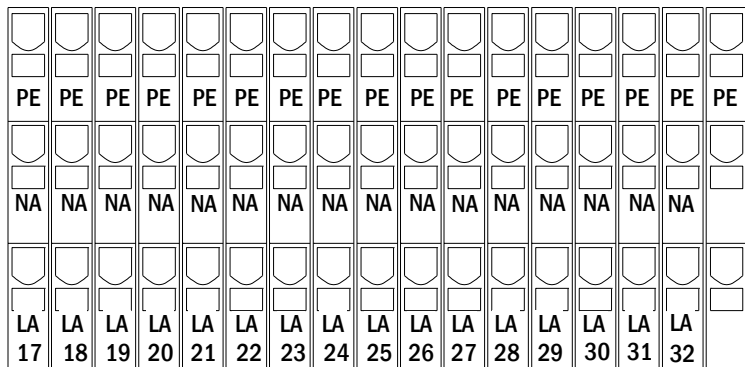 PE PE PE PE PE PE PE PE PE PE PE PE PE PE PE PE PE
NA NA NA NA NA NA NA NA NA NA NA NA NA NA NA NA
LA LA LA LA LA LA LA LA LA LA LA LA LA LA LA LA
17 18 19 20 21 22 23 24 25 26 27 28 29 30 31 32